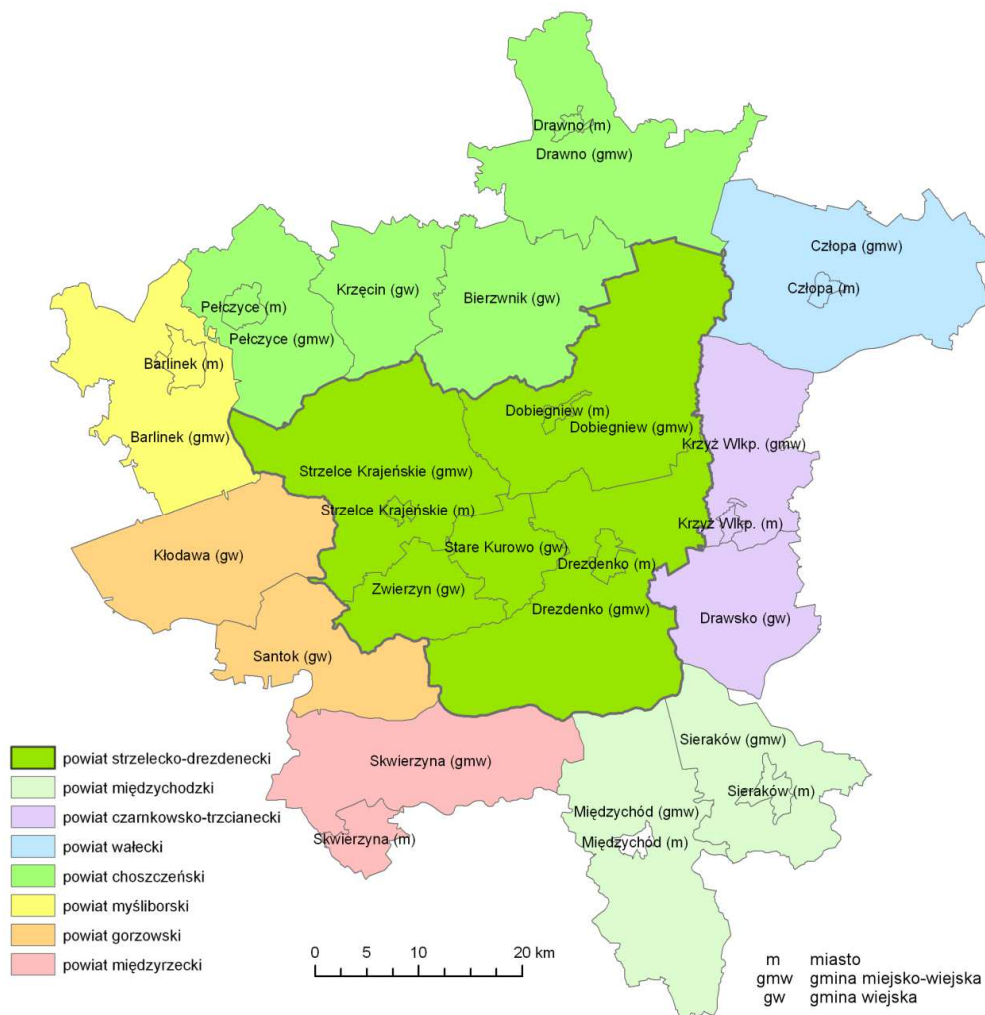 Drawno (m)
Drawno (gmw)
Człopa (gmw)
Człopa (m)
Krzęcin (gw)
Bierzwnik (gw)
Pełczyce (m)
Pełczyce (gmw)
Barlinek (m)
Barlinek (gmw)
Dobiegniew (m)
Dobiegniew (gmw)
Krzyż Wlkp. (gmw)
Strzelce Krajeńskie (gmw)
Strzelce Krajeńskie (m)
Krzyż Wlkp. (m)
Stare Kurowo (gw)
Kłodawa (gw)
Drezdenko (m)
Zwierzyn (gw)
Drezdenko (gmw)
Drawsko (gw)
Santok (gw)
Sieraków (gmw)
Skwierzyna (gmw)
Sieraków (m)
Międzychód (gmw)
Skwierzyna (m)
Międzychód (m)
powiat strzelecko-drezdenecki
powiat międzychodzki
powiat czarnkowsko-trzcianecki
powiat wałecki
powiat choszczeński
powiat myśliborski
powiat gorzowski
powiat międzyrzecki
0 5 10 20 km
m miasto
gmw gmina miejsko-wiejska
gw gmina wiejska